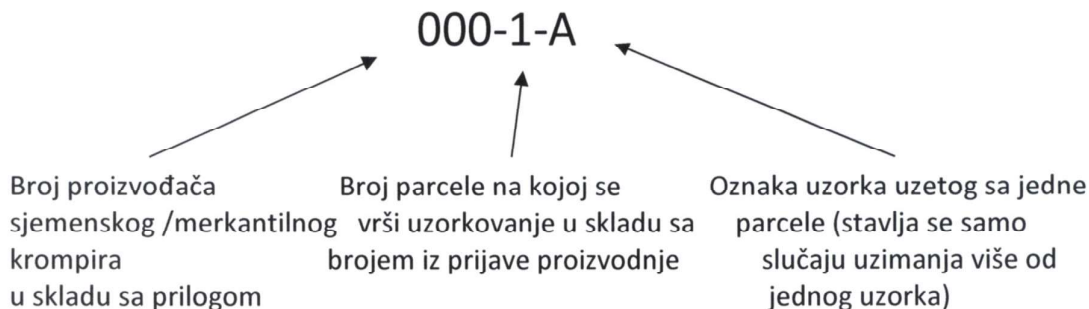 000-1-A
Broj proizvođača
sjemenskog /merkantilnog
krompira
u skladu sa prilogom
Broj parcele na kojoj se
vrši uzorkovanje u skladu sa
brojem iz prijave proizvodnje
Oznaka uzorka uzetog sa jedne
parcele (stavlja se samo
slučaju uzimanja više od
jednog uzorka)